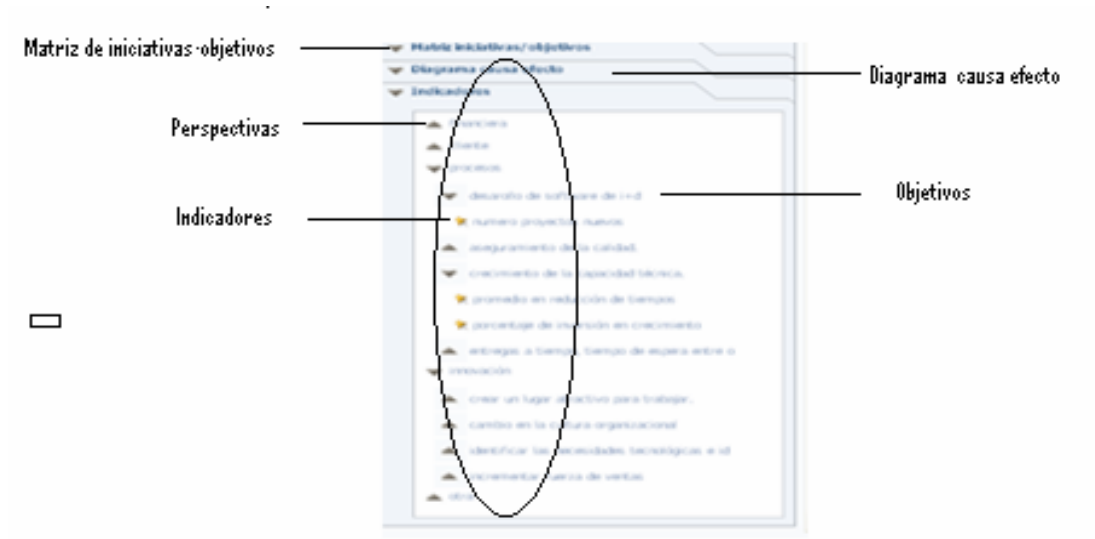 Matriz de iniciativas-objetivos
Matriz iniciativas/objetivos
Diagrama causa efecto
Diagrama causa efecto
Indicadores
Perspectivas
financiera
procesos
desarollo de software de i+d
Objetivos
Indicadores
numero proyectos nuevos
aseguramiento de la calidad.
crecimiento de la capacidad técnica.
promedio en reducción de tiempos
porcentaje de inversión en crecimiento
entregas a tiempo, tiempo de espera entre o
innovación
crear un lugar atractivo para trabajar.
cambio en la cultura organizacional
identificar las necesidades tecnológicas e id
incrementar fuerza de ventas